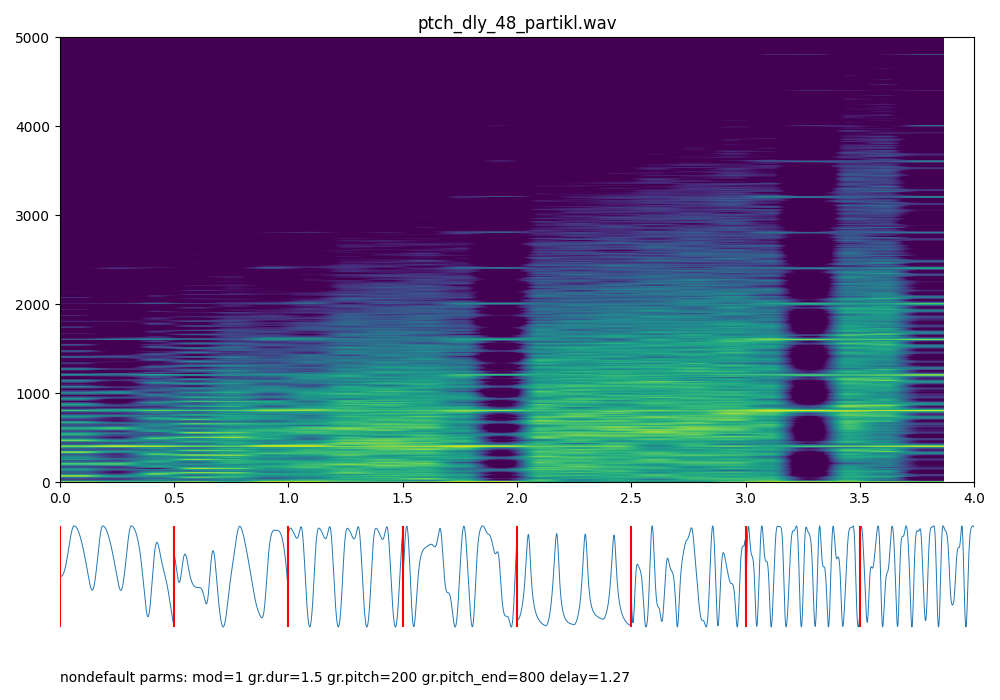 ptch_dly_48_partikl.wav
5000
4000
3000
2000
1000
0
0.0 0.5 1.0 1.5 2.0 2.5 3.0 3.5 4.0
nondefault parms: mod=1 gr.dur=1.5 gr.pitch=200 gr.pitch_end=800 delay=1.27